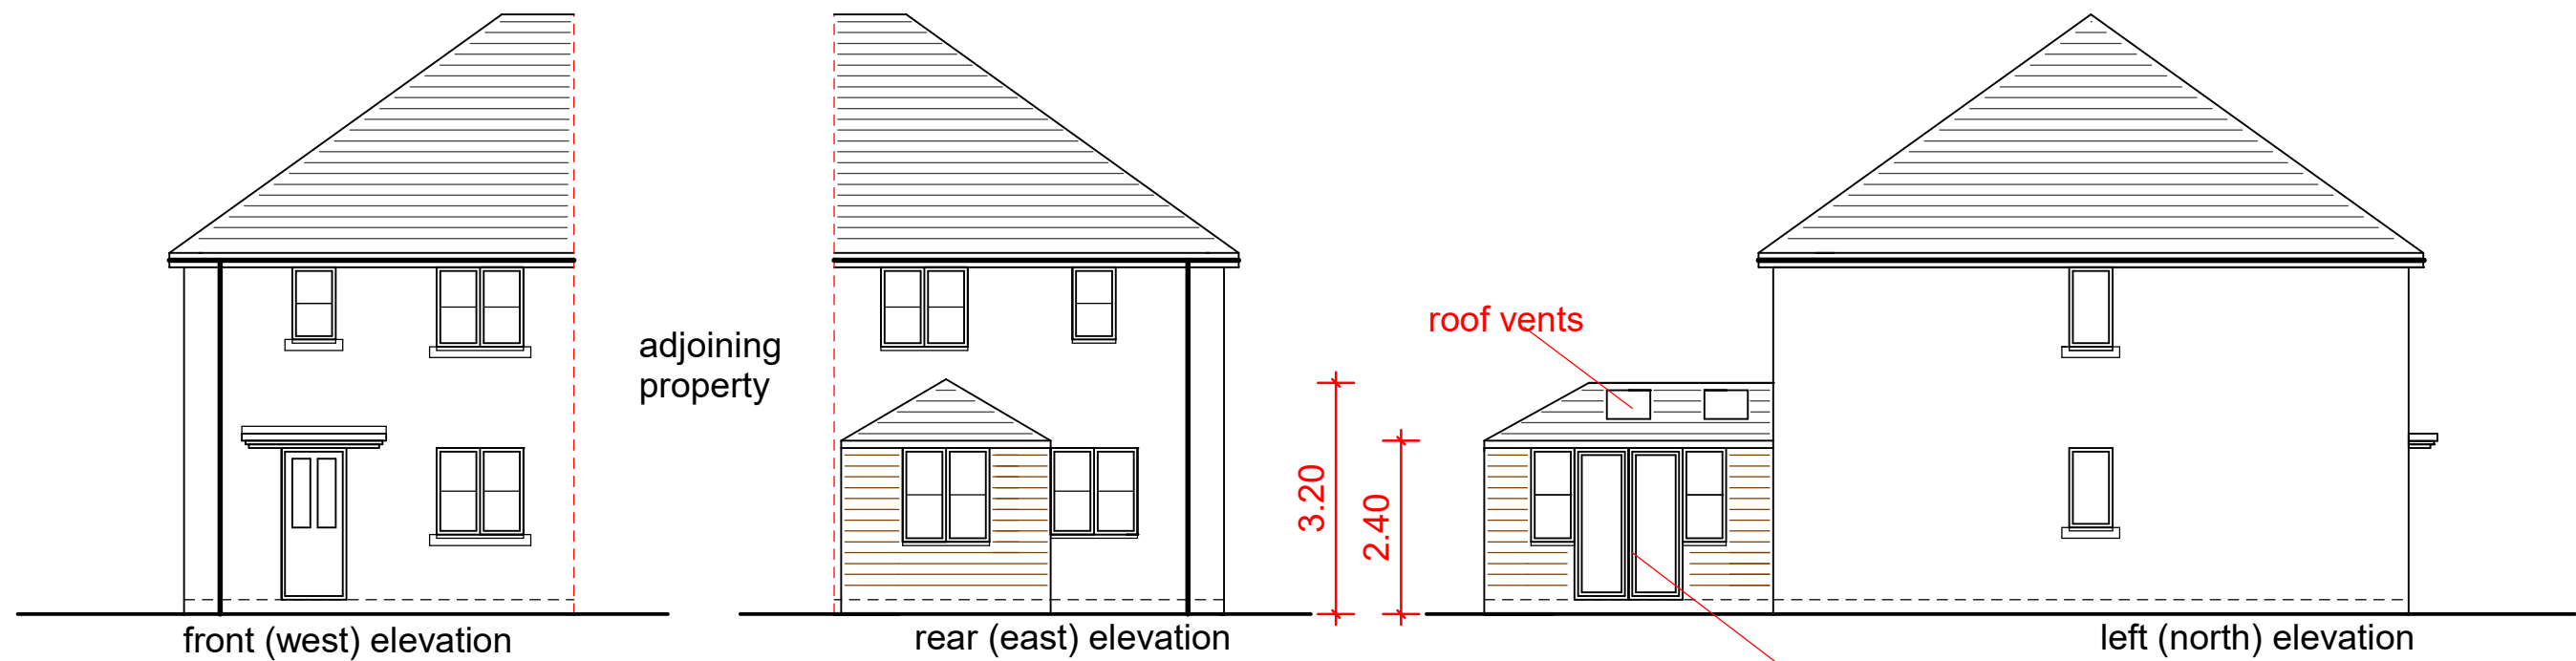 adjoining
property
roof vents
3.20
2.40
front (west) elevation
rear (east) elevation
left (north) elevation